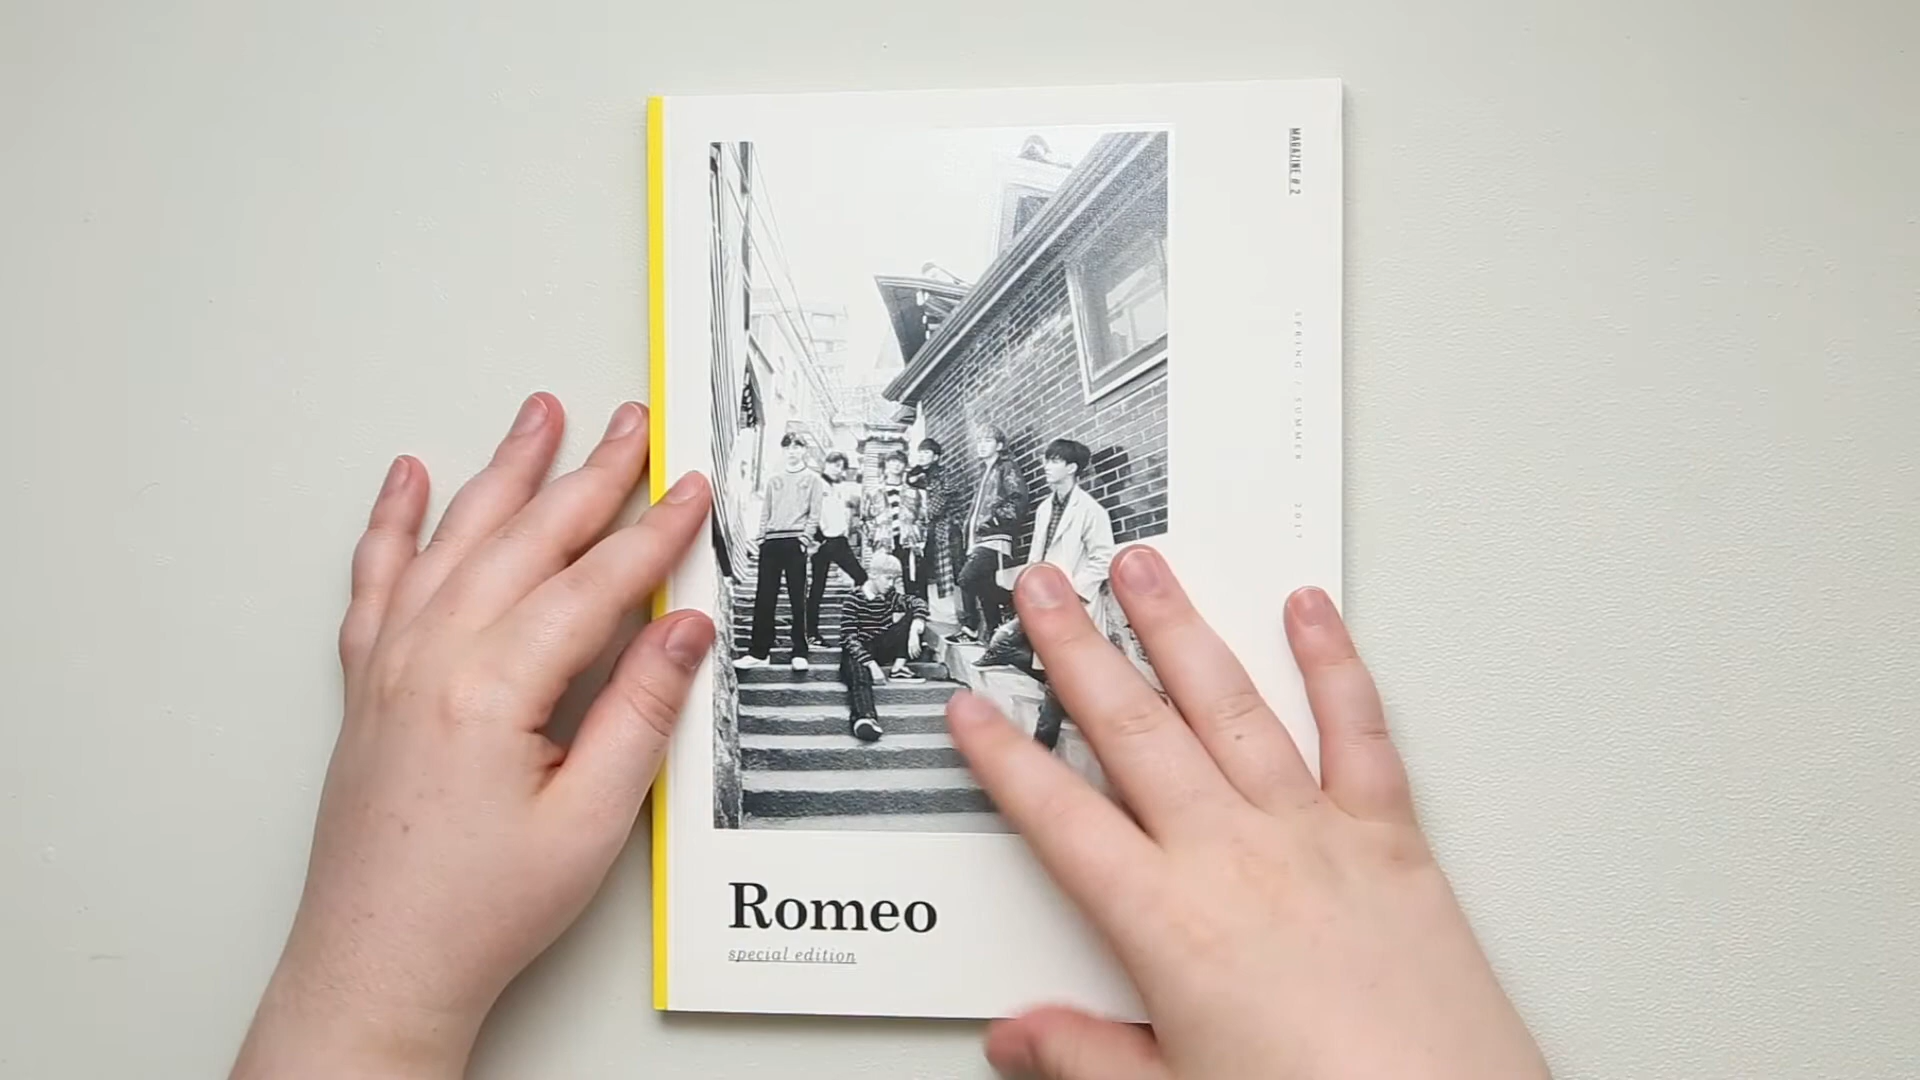 MAGAZINE # 2
SPRING / SUMMER 2017
Romeo
special edition